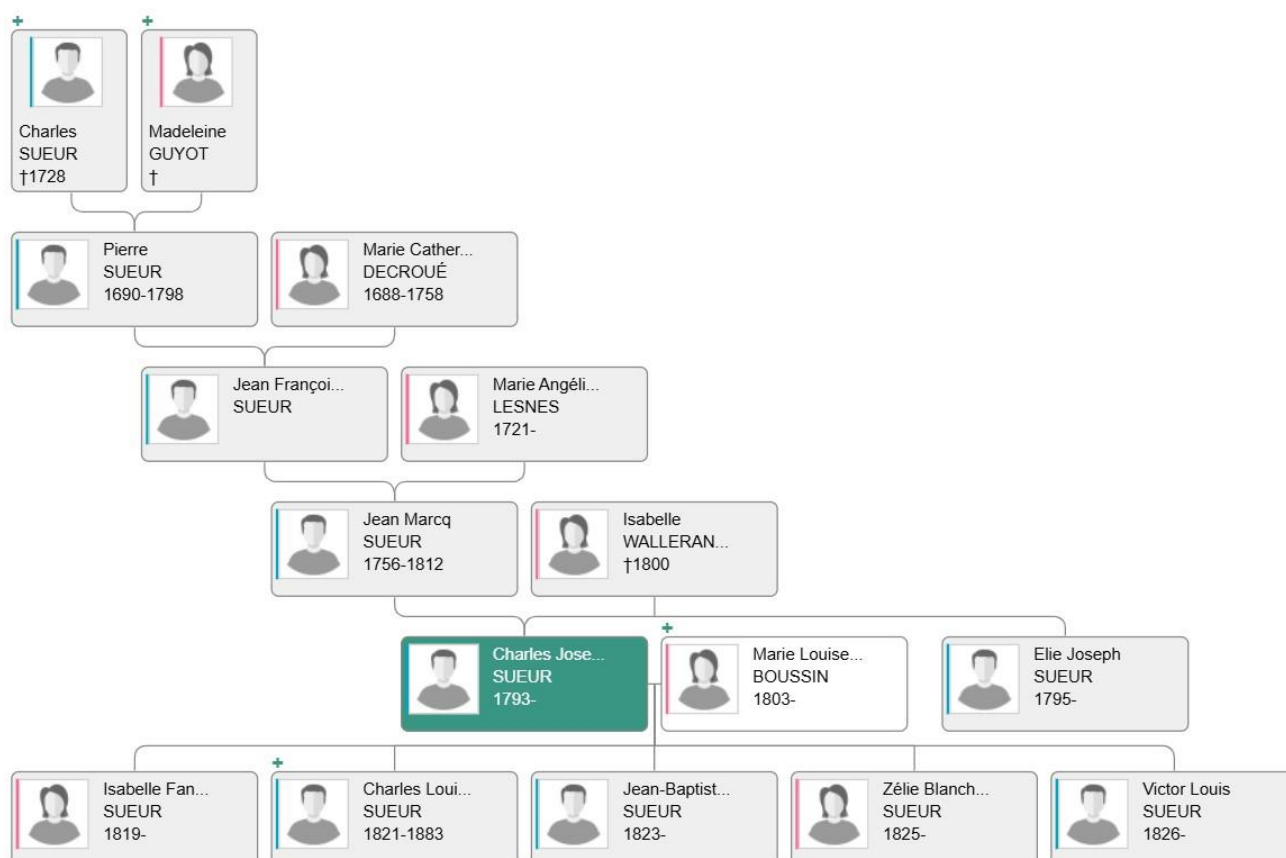 Charles
SUEUR
†1728
Madeleine
GUYOT
†
Pierre
SUEUR
1690-1798
Marie Cather...
DECROUÉ
1688-1758
Jean Françoi...
SUEUR
Marie Angéli...
LESNES
1721-
Jean Marcq
SUEUR
1756-1812
Isabelle
WALLERAN...
†1800
Charles Jose...
SUEUR
1793-
Marie Louise...
BOUSSIN
1803-
Elie Joseph
SUEUR
1795-
Isabelle Fan...
SUEUR
1819-
Charles Loui...
SUEUR
1821-1883
Jean-Baptist...
SUEUR
1823-
Zélie Blanch...
SUEUR
1825-
Victor Louis
SUEUR
1826-